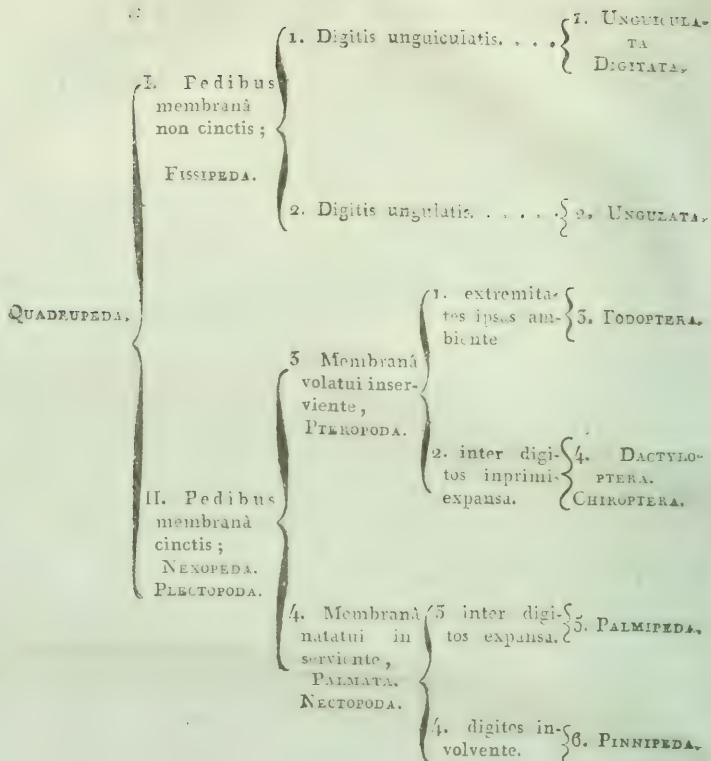 QUADRUPEDA.
I. Pedibus
membranâ
non cinctis ;
FISSIPEDA.
1. Digitis unguiculatis. . . .
1. UNGUICULA-
TA
DIGITATA.
2. Digitis ungulatis. . . . . .
2. UNGULATA.
II. Pedibus
membranâ
cinctis ;
NEXOPEDA.
PLECTOPODA.
3 Membranâ
volatui inser-
viente ,
PTEROPODA.
1. extremita-
tes ipsas am-
biente
3. PODOPTERA.
2. inter digi-
tos inprimi-
expansa.
4. DACTYLO-
PTERA.
CHIROPTERA.
4. Membranâ
natatui in
serviente ,
PALMATA.
NECTOPODA.
3 inter digi-
tos expansa.
5. PALMIPEDA.
4. digitos in-
volvente.
6. PINNIPEDA.